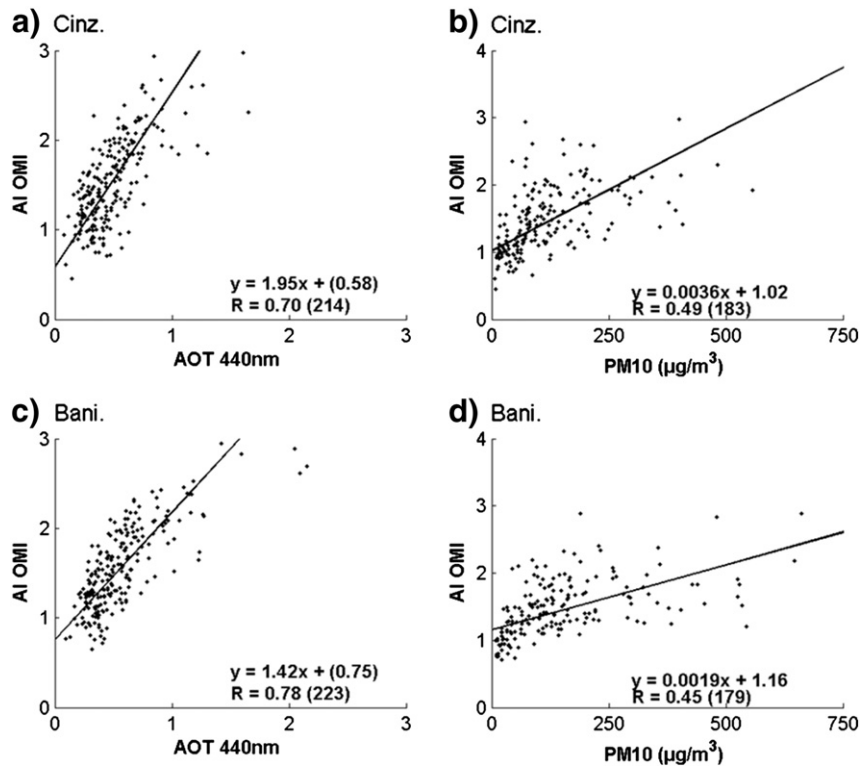 a) Cinz.
3
2
1
0
AI OMI
y = 1.95x + (0.58)
R = 0.70 (214)
0 1 2 3
AOT 440nm
b) Cinz.
4
3
2
1
0
AI OMI
y = 0.0036x + 1.02
R = 0.49 (183)
0 250 500 750
PM10 (µg/m³)
c) Bani.
3
2
1
0
AI OMI
y = 1.42x + (0.75)
R = 0.78 (223)
0 1 2 3
AOT 440nm
d) Bani.
4
3
2
1
0
AI OMI
y = 0.0019x + 1.16
R = 0.45 (179)
0 250 500 750
PM10 (µg/m³)